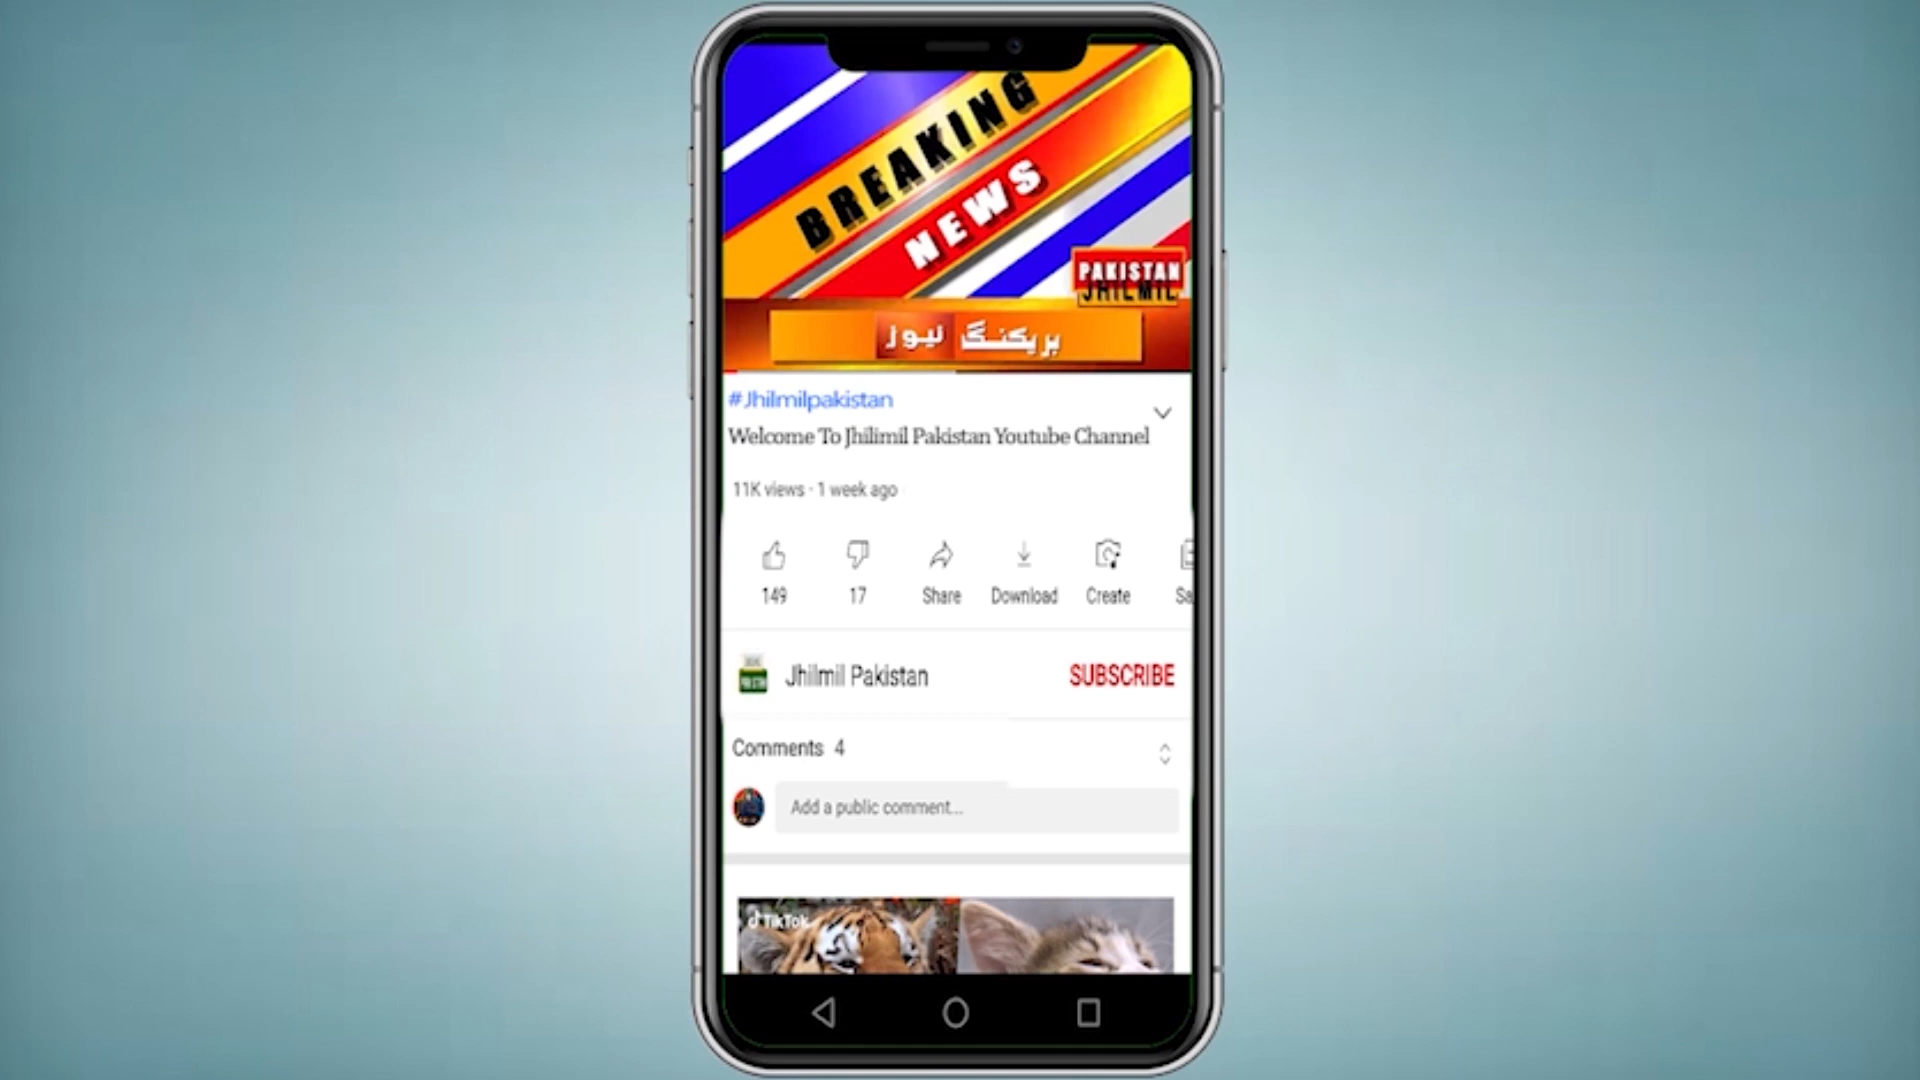 BREAKING
NEWS
PAKISTAN
JHILMIL
بریکنگ نیوز
#Jhilmilpakistan
Welcome To Jhilimil Pakistan Youtube Channel
11K views · 1 week ago
149
17
Share
Download
Create
Sa
Jhilmil Pakistan
SUBSCRIBE
Comments 4
Add a public comment...
TikTok